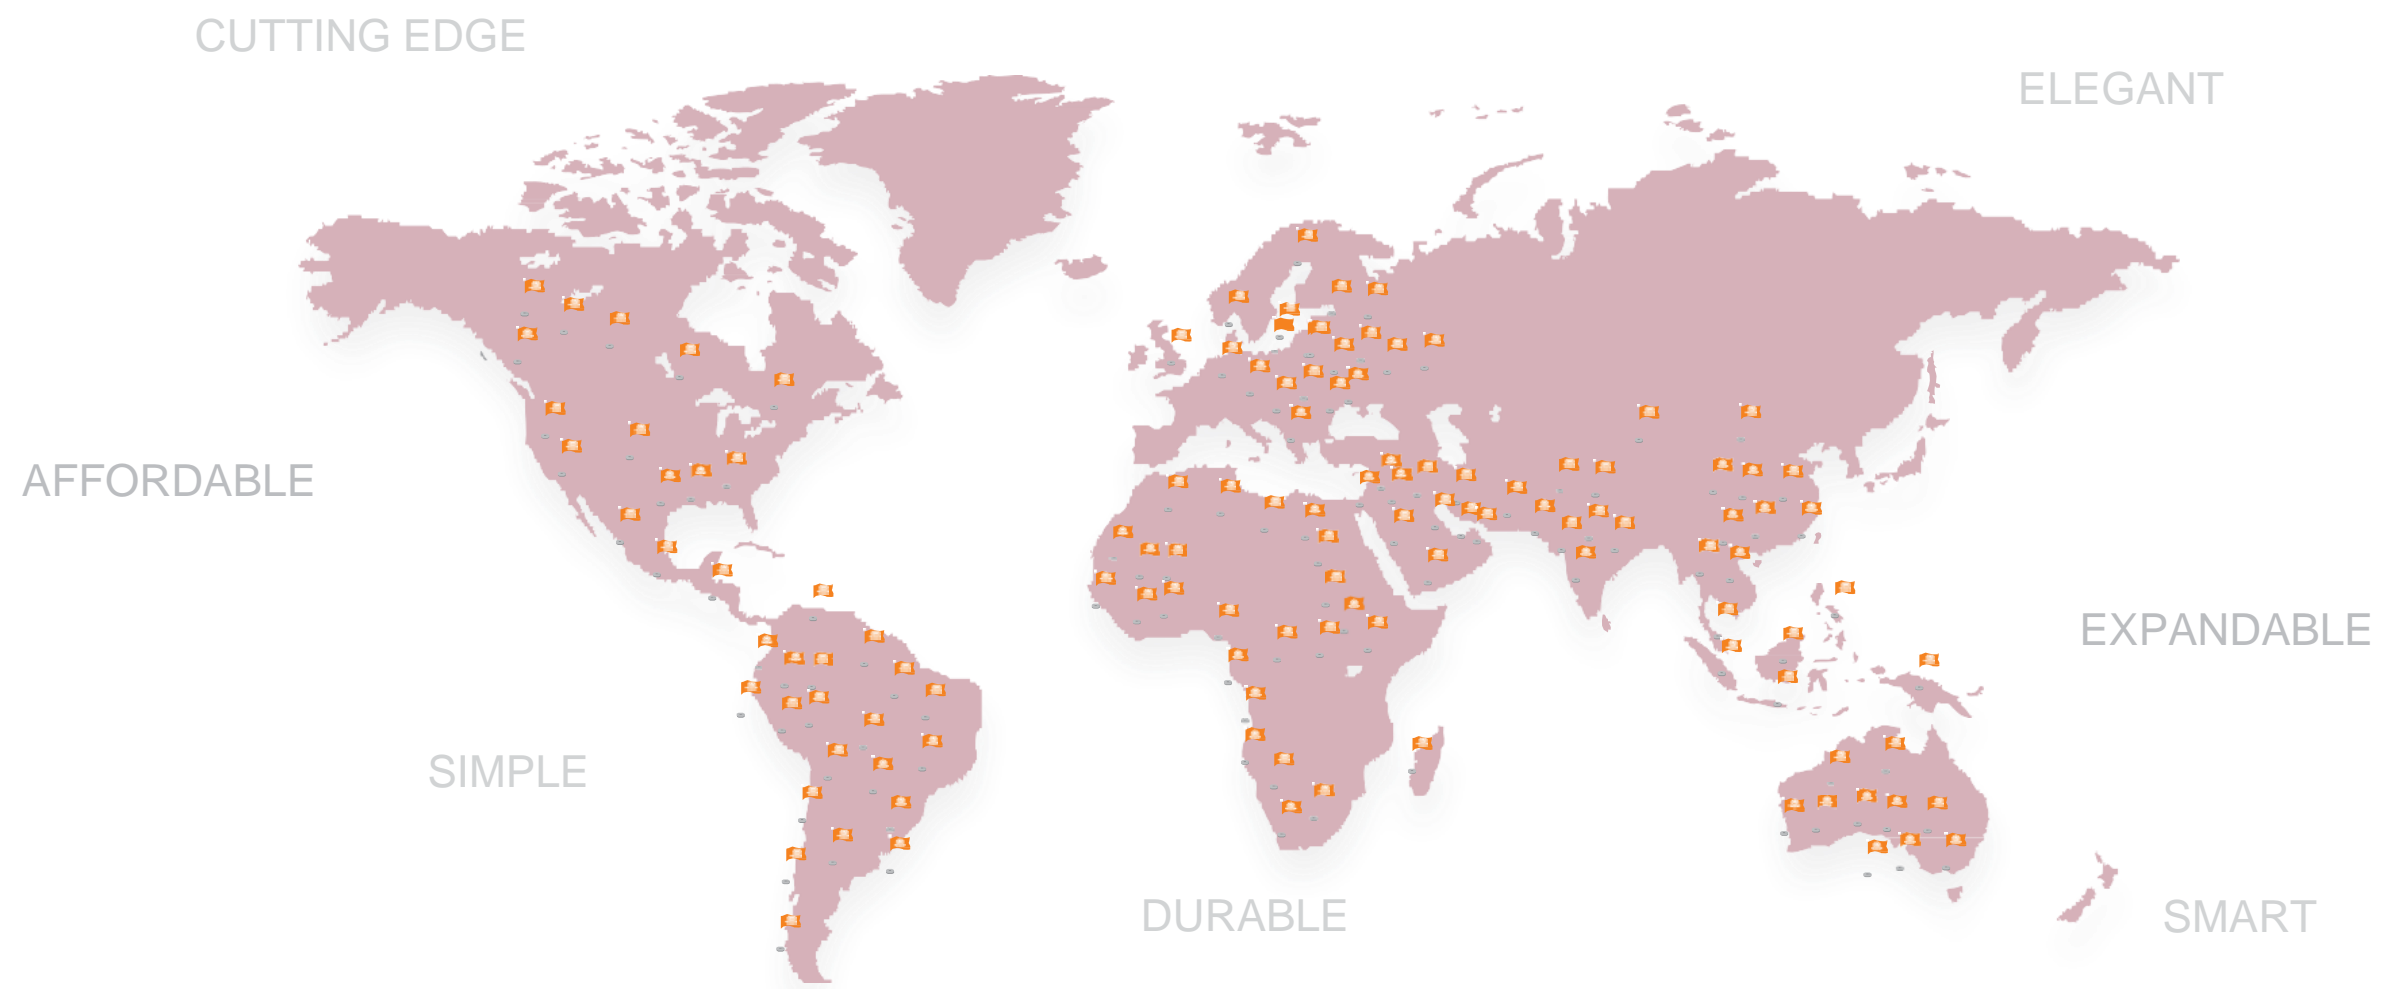 CUTTING EDGE
ELEGANT
AFFORDABLE
EXPANDABLE
SIMPLE
DURABLE
SMART